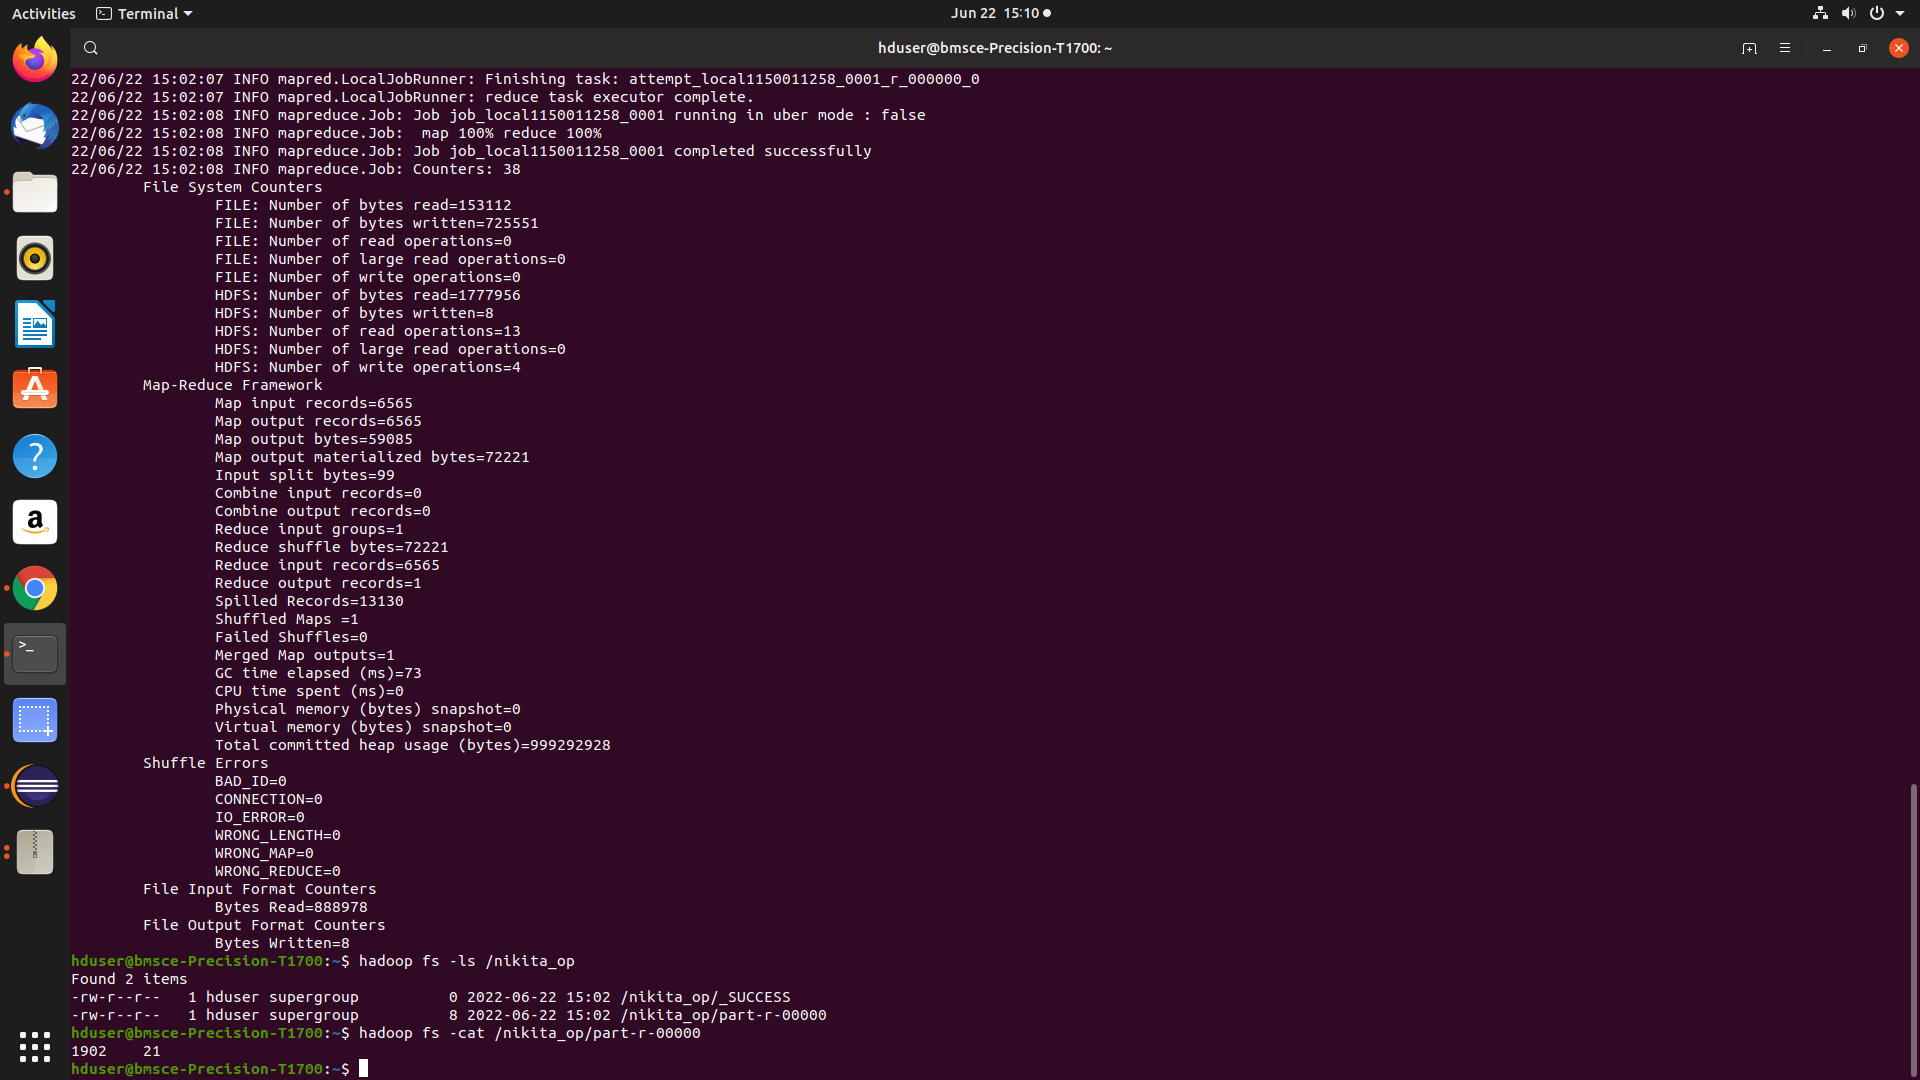 Activities Terminal Jun 22 15:10
hduser@bmsce-Precision-T1700: ~
22/06/22 15:02:07 INFO mapred.LocalJobRunner: Finishing task: attempt_local1150011258_0001_r_000000_0
22/06/22 15:02:07 INFO mapred.LocalJobRunner: reduce task executor complete.
22/06/22 15:02:08 INFO mapreduce.Job: Job job_local1150011258_0001 running in uber mode : false
22/06/22 15:02:08 INFO mapreduce.Job:  map 100% reduce 100%
22/06/22 15:02:08 INFO mapreduce.Job: Job job_local1150011258_0001 completed successfully
22/06/22 15:02:08 INFO mapreduce.Job: Counters: 38
File System Counters
FILE: Number of bytes read=153112
FILE: Number of bytes written=725551
FILE: Number of read operations=0
FILE: Number of large read operations=0
FILE: Number of write operations=0
HDFS: Number of bytes read=1777956
HDFS: Number of bytes written=8
HDFS: Number of read operations=13
HDFS: Number of large read operations=0
HDFS: Number of write operations=4
Map-Reduce Framework
Map input records=6565
Map output records=6565
Map output bytes=59085
Map output materialized bytes=72221
Input split bytes=99
Combine input records=0
Combine output records=0
Reduce input groups=1
Reduce shuffle bytes=72221
Reduce input records=6565
Reduce output records=1
Spilled Records=13130
Shuffled Maps =1
Failed Shuffles=0
Merged Map outputs=1
GC time elapsed (ms)=73
CPU time spent (ms)=0
Physical memory (bytes) snapshot=0
Virtual memory (bytes) snapshot=0
Total committed heap usage (bytes)=999292928
Shuffle Errors
BAD_ID=0
CONNECTION=0
IO_ERROR=0
WRONG_LENGTH=0
WRONG_MAP=0
WRONG_REDUCE=0
File Input Format Counters
Bytes Read=888978
File Output Format Counters
Bytes Written=8
hduser@bmsce-Precision-T1700:~$ hadoop fs -ls /nikita_op
Found 2 items
-rw-r--r--   1 hduser supergroup          0 2022-06-22 15:02 /nikita_op/_SUCCESS
-rw-r--r--   1 hduser supergroup          8 2022-06-22 15:02 /nikita_op/part-r-00000
hduser@bmsce-Precision-T1700:~$ hadoop fs -cat /nikita_op/part-r-00000
1902    21
hduser@bmsce-Precision-T1700:~$